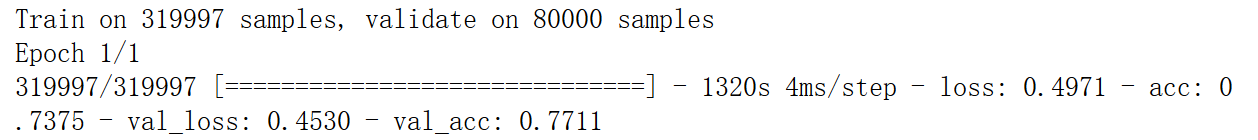 Train on 319997 samples, validate on 80000 samples
Epoch 1/1
319997/319997 [==============================] - 1320s 4ms/step - loss: 0.4971 - acc: 0
.7375 - val_loss: 0.4530 - val_acc: 0.7711